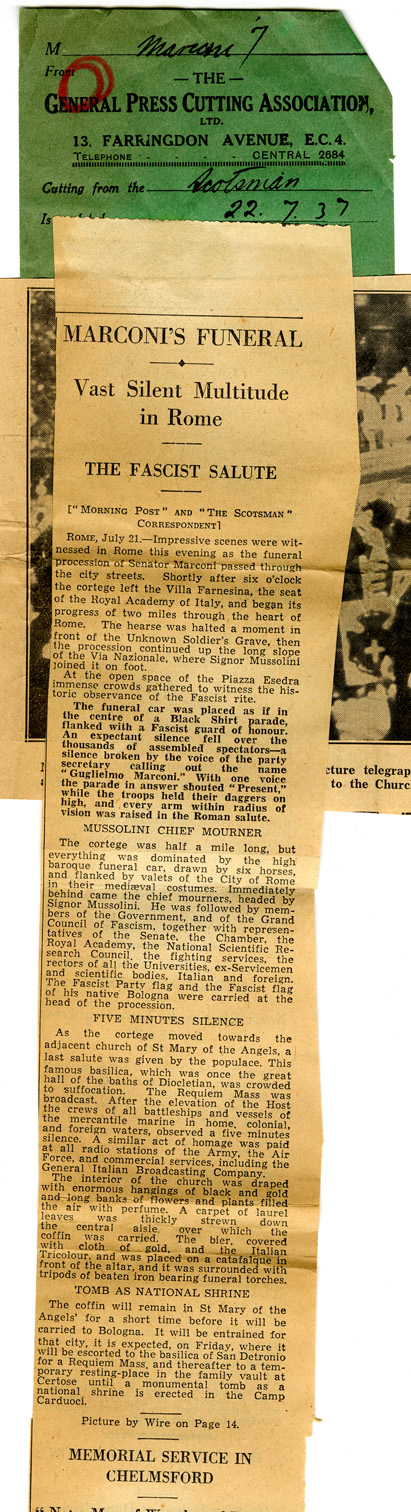 M Marconi 7
From
— THE —
GENERAL PRESS CUTTING ASSOCIATION,
LTD.
13, FARRINGDON AVENUE, E.C.4.
TELEPHONE - - - CENTRAL 2684
Cutting from the Scotsman
22. 7. 37
MARCONI'S FUNERAL
Vast Silent Multitude
in Rome
THE FASCIST SALUTE
["MORNING POST" AND "THE SCOTSMAN"
CORRESPONDENT]
ROME, July 21.—Impressive scenes were wit-
nessed in Rome this evening as the funeral
procession of Senator Marconi passed through
the city streets. Shortly after six o'clock
the cortege left the Villa Farnesina, the seat
of the Royal Academy of Italy, and began its
progress of two miles through the heart of
Rome. The hearse was halted a moment in
front of the Unknown Soldier's Grave, then
the procession continued up the long slope
of the Via Nazionale, where Signor Mussolini
joined it on foot.
At the open space of the Piazza Esedra
immense crowds gathered to witness the his-
toric observance of the Fascist rite.
The funeral car was placed as if in
the centre of a Black Shirt parade,
flanked with a Fascist guard of honour.
An expectant silence fell over the
thousands of assembled spectators—a
silence broken by the voice of the party
secretary calling out the name
"Guglielmo Marconi." With one voice
the parade in answer shouted "Present,"
while the troops held their daggers on
high, and every arm within radius of
vision was raised in the Roman salute.
MUSSOLINI CHIEF MOURNER
The cortege was half a mile long, but
everything was dominated by the high
baroque funeral car, drawn by six horses,
and flanked by valets of the City of Rome
in their mediæval costumes. Immediately
behind came the chief mourners, headed by
Signor Mussolini. He was followed by mem-
bers of the Government, and of the Grand
Council of Fascism, together with represen-
tatives of the Senate, the Chamber, the
Royal Academy, the National Scientific Re-
search Council, the fighting services, the
rectors of all the Universities, ex-Servicemen
and scientific bodies, Italian and foreign.
The Fascist Party flag and the Fascist flag
of his native Bologna were carried at the
head of the procession.
FIVE MINUTES SILENCE
As the cortege moved towards the
adjacent church of St Mary of the Angels, a
last salute was given by the populace. This
famous basilica, which was once the great
hall of the baths of Diocletian, was crowded
to suffocation. The Requiem Mass was
broadcast. After the elevation of the Host
the crews of all battleships and vessels of
the mercantile marine in home, colonial,
and foreign waters, observed a five minutes
silence. A similar act of homage was paid
at all radio stations of the Army, the Air
Force, and commercial services, including the
General Italian Broadcasting Company.
The interior of the church was draped
with enormous hangings of black and gold
and long banks of flowers and plants filled
the air with perfume. A carpet of laurel
leaves was thickly strewn down
the central aisle, over which the
coffin was carried. The bier, covered
with cloth of gold, and the Italian
Tricolour, and was placed on a catafalque in
front of the altar, and it was surrounded with
tripods of beaten iron bearing funeral torches.
TOMB AS NATIONAL SHRINE
The coffin will remain in St Mary of the
Angels' for a short time before it will be
carried to Bologna. It will be entrained for
that city, it is expected, on Friday, where it
will be escorted to the basilica of San Detronio
for a Requiem Mass, and thereafter to a tem-
porary resting-place in the family vault at
Certose until a monumental tomb as a
national shrine is erected in the Camp
Carducci.
Picture by Wire on Page 14.
MEMORIAL SERVICE IN
CHELMSFORD
cture telegrap
to the Churc